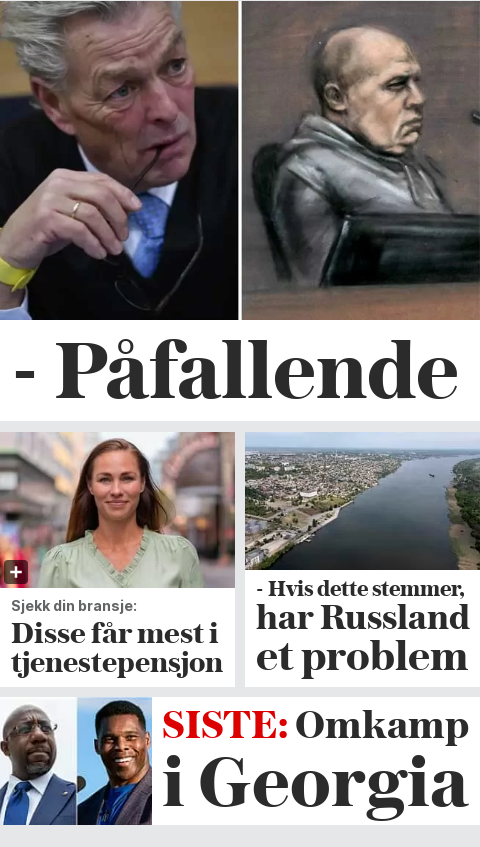 - Påfallende
Sjekk din bransje:
Disse får mest i
tjenestepensjon
- Hvis dette stemmer,
har Russland
et problem
SISTE: Omkamp
i Georgia